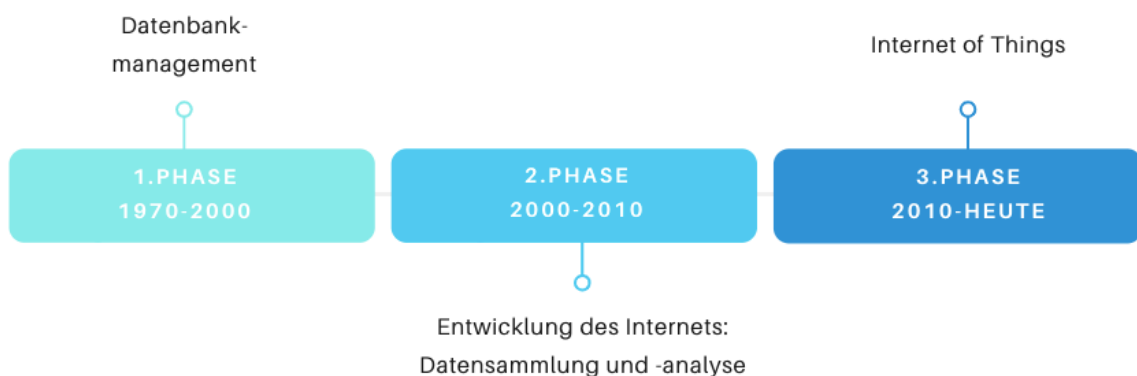 Datenbank-
management
Internet of Things
1.PHASE
1970-2000
2.PHASE
2000-2010
3.PHASE
2010-HEUTE
Entwicklung des Internets:
Datensammlung und -analyse